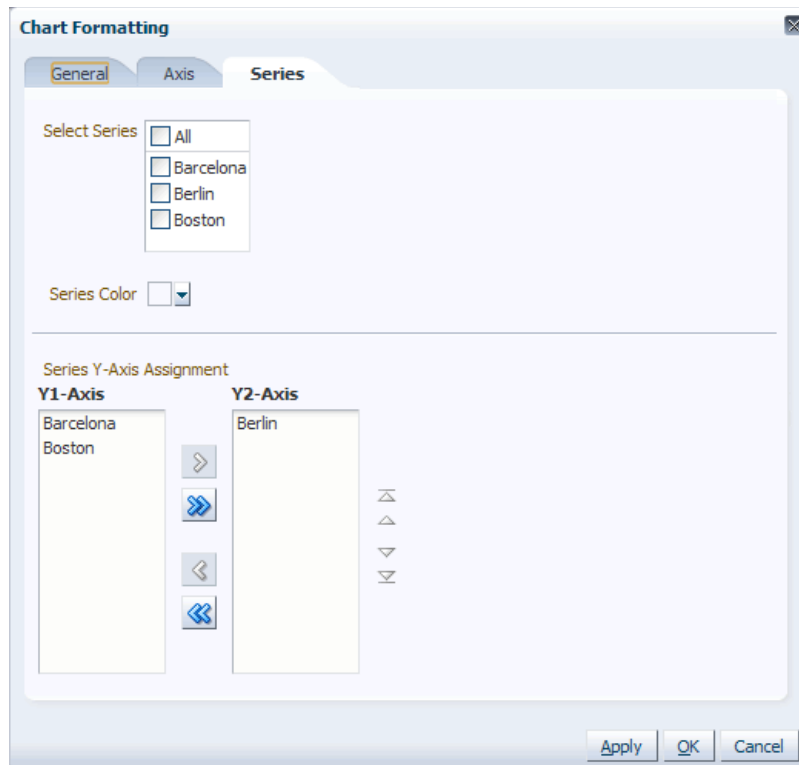 Chart Formatting
General Axis Series
Select Series All
Barcelona
Berlin
Boston
Series Color
Series Y-Axis Assignment
Y1-Axis Y2-Axis
Barcelona Berlin
Boston
Apply OK Cancel